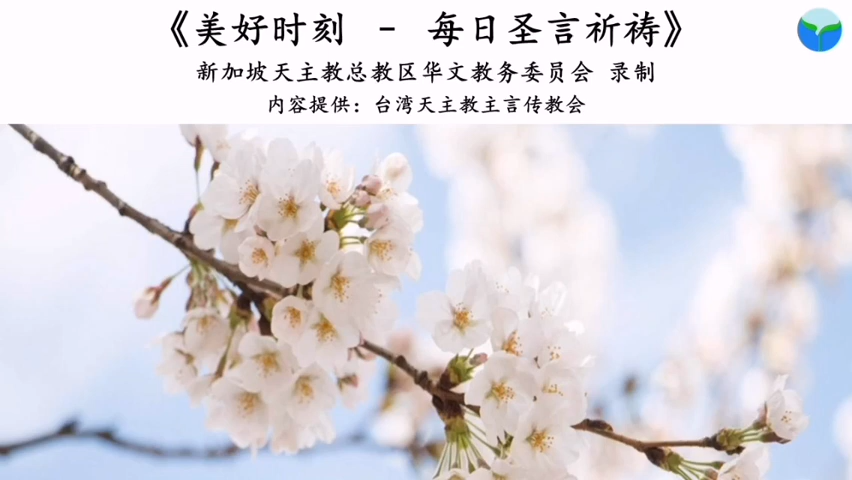 《美好时刻 - 每日圣言祈祷》
新加坡天主教总教区华文教务委员会 录制
内容提供：台湾天主教主言传教会